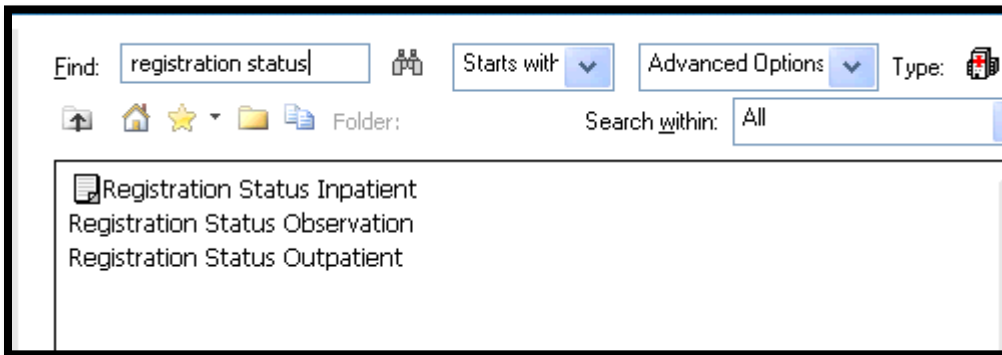 Find: registration status Starts with Advanced Options Type:
Folder: Search within: All
Registration Status Inpatient
Registration Status Observation
Registration Status Outpatient